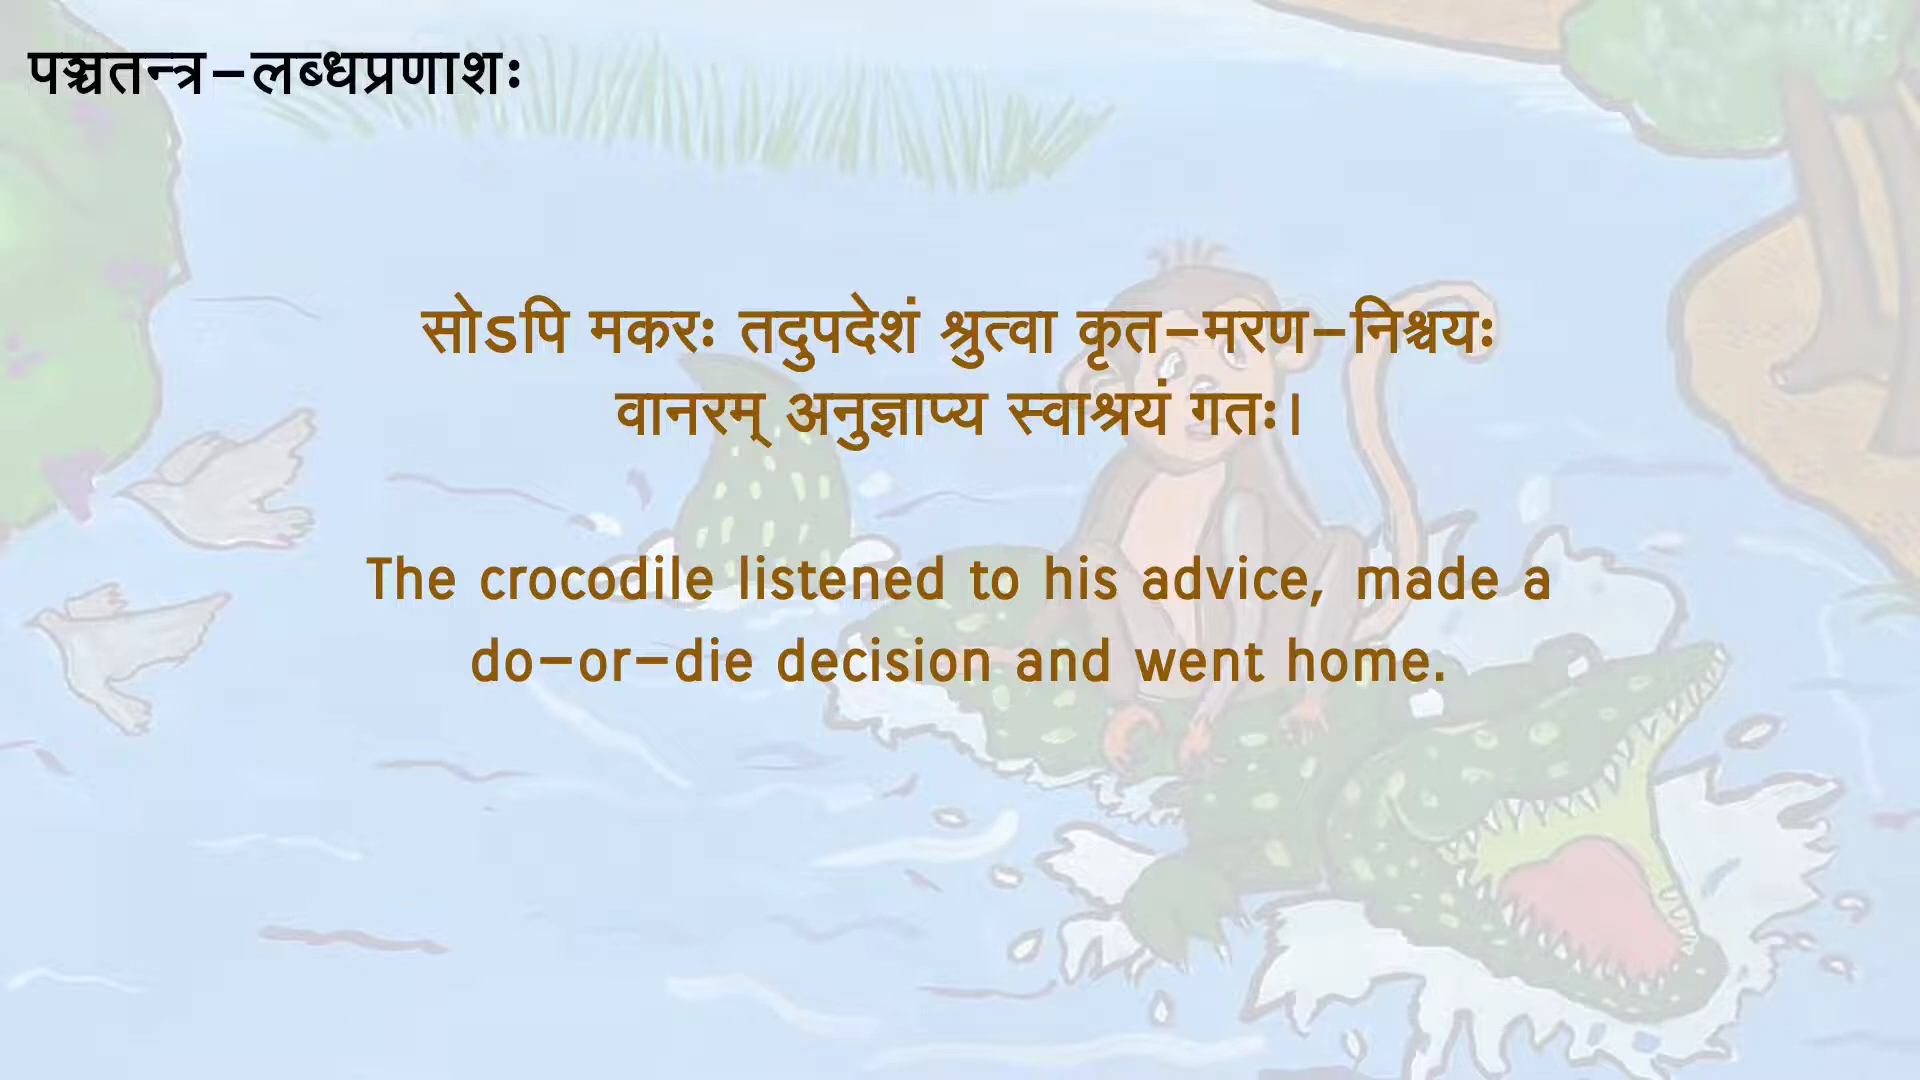 पञ्चतन्त्र-लब्धप्रणाशः
सोऽपि मकरः तदुपदेशं श्रुत्वा कृत-मरण-निश्चयः
वानरम् अनुज्ञाप्य स्वाश्रयं गतः।
The crocodile listened to his advice, made a
do-or-die decision and went home.